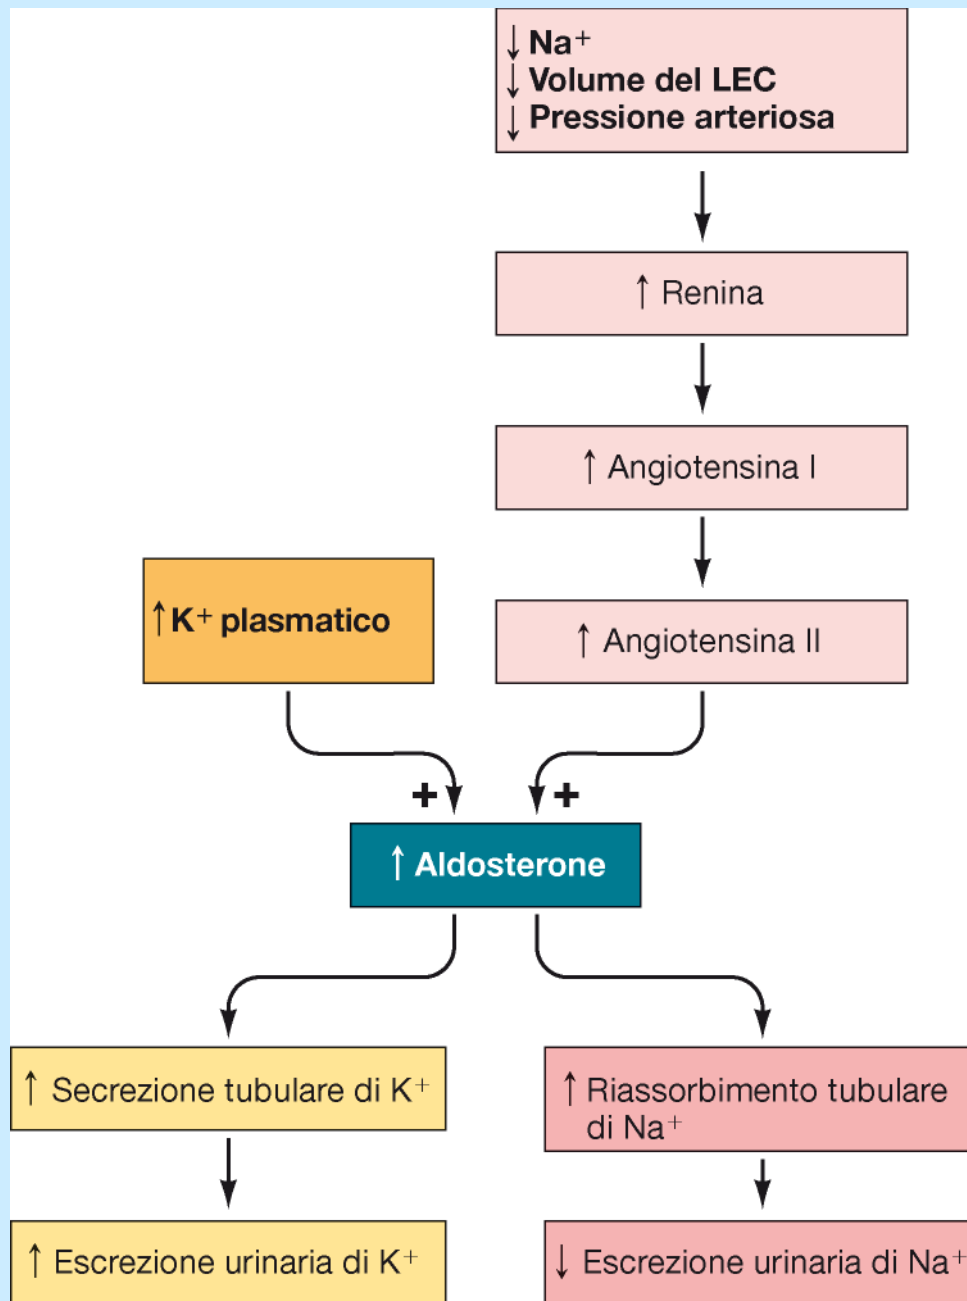 ↓ Na⁺
↓ Volume del LEC
↓ Pressione arteriosa
↑ Renina
↑ Angiotensina I
↑ K⁺ plasmatico
↑ Angiotensina II
+ +
↑ Aldosterone
↑ Secrezione tubulare di K⁺
↑ Riassorbimento tubulare
di Na⁺
↑ Escrezione urinaria di K⁺
↓ Escrezione urinaria di Na⁺